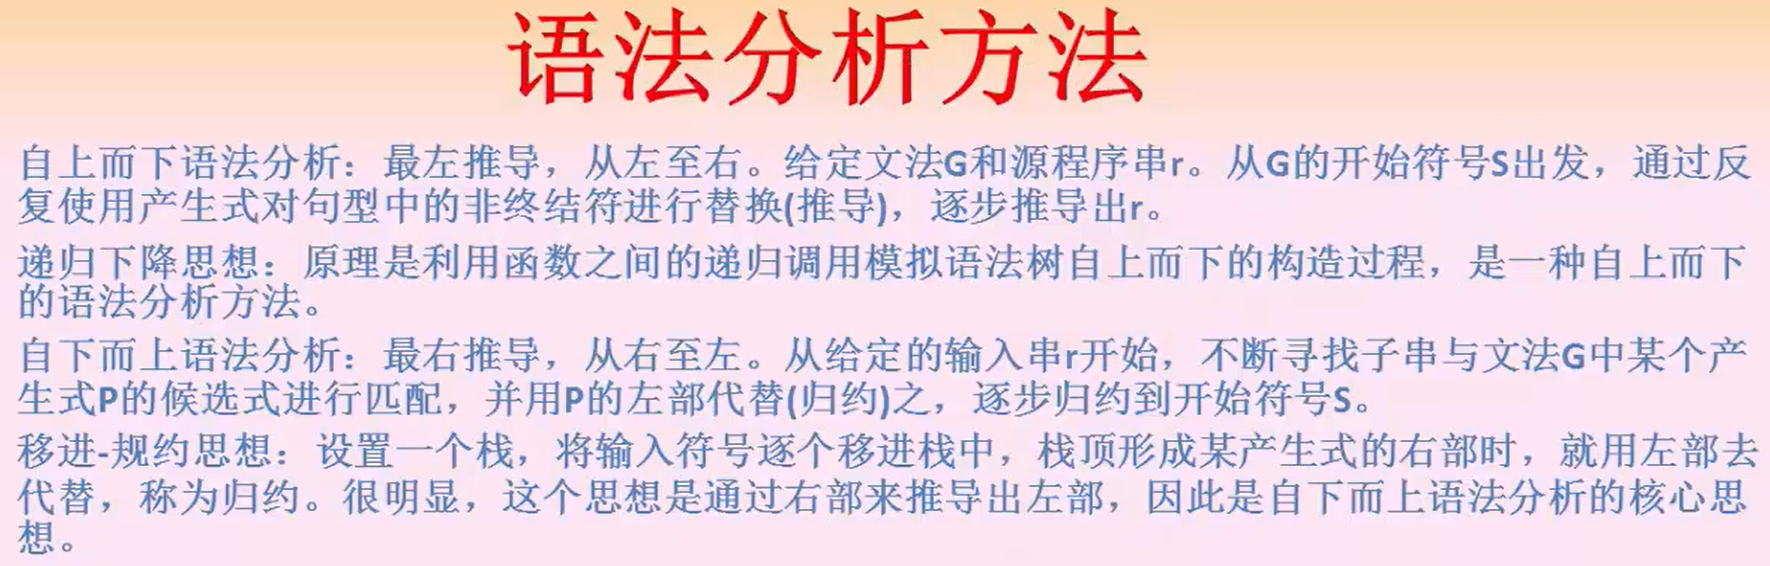 语法分析方法
自上而下语法分析：最左推导，从左至右。给定文法G和源程序串r。从G的开始符号S出发，通过反
复使用产生式对句型中的非终结符进行替换(推导)，逐步推导出r。
递归下降思想：原理是利用函数之间的递归调用模拟语法树自上而下的构造过程，是一种自上而下
的语法分析方法。
自下而上语法分析：最右推导，从右至左。从给定的输入串r开始，不断寻找子串与文法G中某个产
生式P的候选式进行匹配，并用P的左部代替(归约)之，逐步归约到开始符号S。
移进-规约思想：设置一个栈，将输入符号逐个移进栈中，栈顶形成某产生式的右部时，就用左部去
代替，称为归约。很明显，这个思想是通过右部来推导出左部，因此是自下而上语法分析的核心思
想。